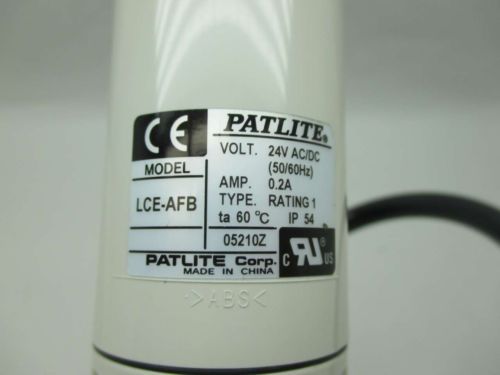 CE PATLITE®
MODEL VOLT. 24V AC/DC
(50/60Hz)
LCE-AFB AMP. 0.2A
TYPE. RATING 1
ta 60 °C IP 54
05210Z
PATLITE Corp.
MADE IN CHINA
C RU® US
>ABS<